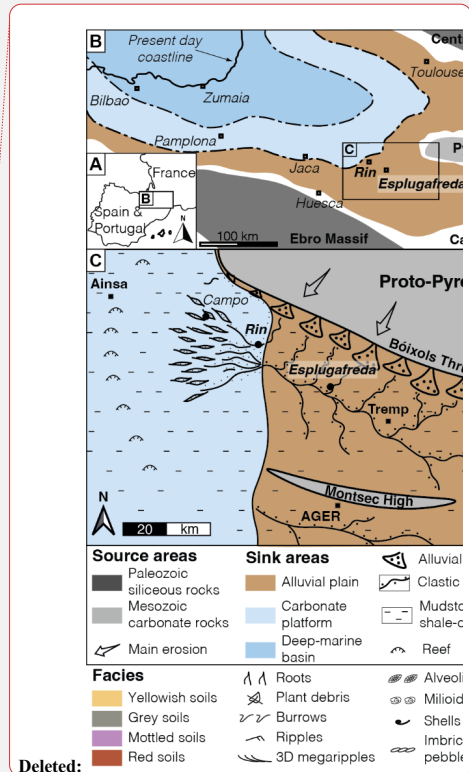 B
Present day
coastline
Cent
Toulouse
Bilbao
Zumaia
Pamplona
C
A
France
Jaca
Rin
Esplugafreda
B
Spain &
Portugal
N
Huesca
100 km
Ebro Massif
Ca
C
Ainsa
Proto-Pyre
Campo
Rin
Bóixols Thru
Esplugafreda
Tremp
N
Montsec High
20 km
AGER
Source areas
Sink areas
Alluvial
Paleozoic
siliceous rocks
Alluvial plain
Clastic
Mesozoic
carbonate rocks
Carbonate
platform
Mudsto
shale-c
Main erosion
Deep-marine
basin
Reef
Facies
Roots
Alveoli
Yellowish soils
Plant debris
Milioid
Grey soils
Burrows
Shells
Mottled soils
Ripples
Imbric
pebble
Red soils
3D megaripples
Deleted: